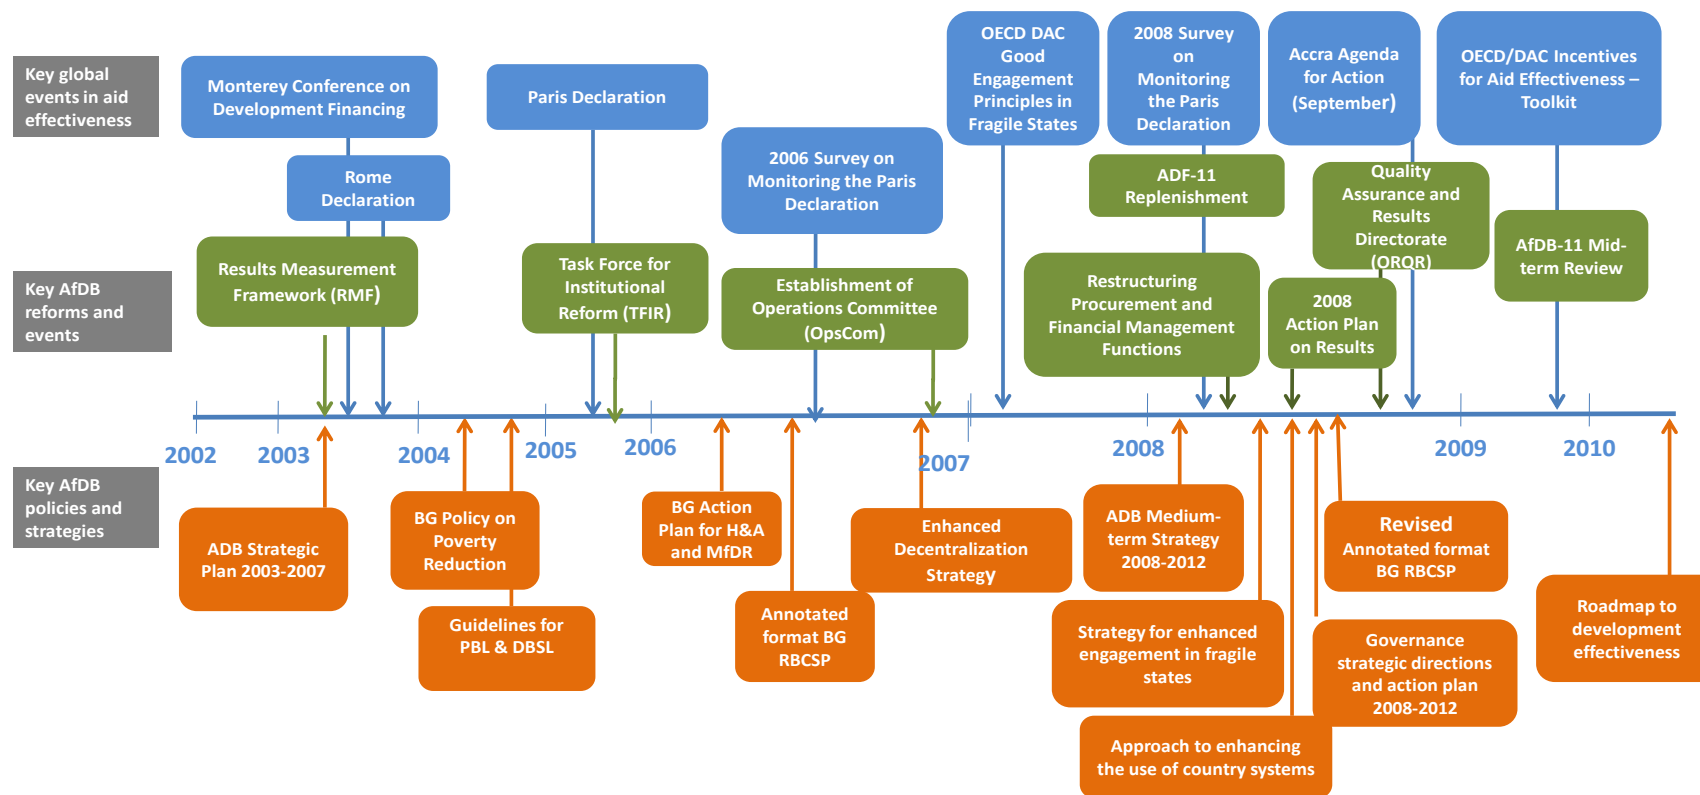 Key global
events in aid
effectiveness
Monterey Conference on
Development Financing
Rome
Declaration
Paris Declaration
2006 Survey on
Monitoring the Paris
Declaration
OECD DAC
Good
Engagement
Principles in
Fragile States
2008 Survey
on
Monitoring
the Paris
Declaration
Accra Agenda
for Action
(September)
OECD/DAC Incentives
for Aid Effectiveness –
Toolkit
Key AfDB
reforms and
events
Results Measurement
Framework (RMF)
Task Force for
Institutional
Reform (TFIR)
Establishment of
Operations Committee
(OpsCom)
ADF-11
Replenishment
Restructuring
Procurement and
Financial Management
Functions
Quality
Assurance and
Results
Directorate
(ORQR)
2008
Action Plan
on Results
AfDB-11 Mid-
term Review
2002
2003
2004
2005
2006
2007
2008
2009
2010
Key AfDB
policies and
strategies
ADB Strategic
Plan 2003-2007
BG Policy on
Poverty
Reduction
Guidelines for
PBL & DBSL
BG Action
Plan for H&A
and MfDR
Annotated
format BG
RBCSP
Enhanced
Decentralization
Strategy
ADB Medium-
term Strategy
2008-2012
Strategy for enhanced
engagement in fragile
states
Approach to enhancing
the use of country systems
Revised
Annotated format
BG RBCSP
Governance
strategic directions
and action plan
2008-2012
Roadmap to
development
effectiveness